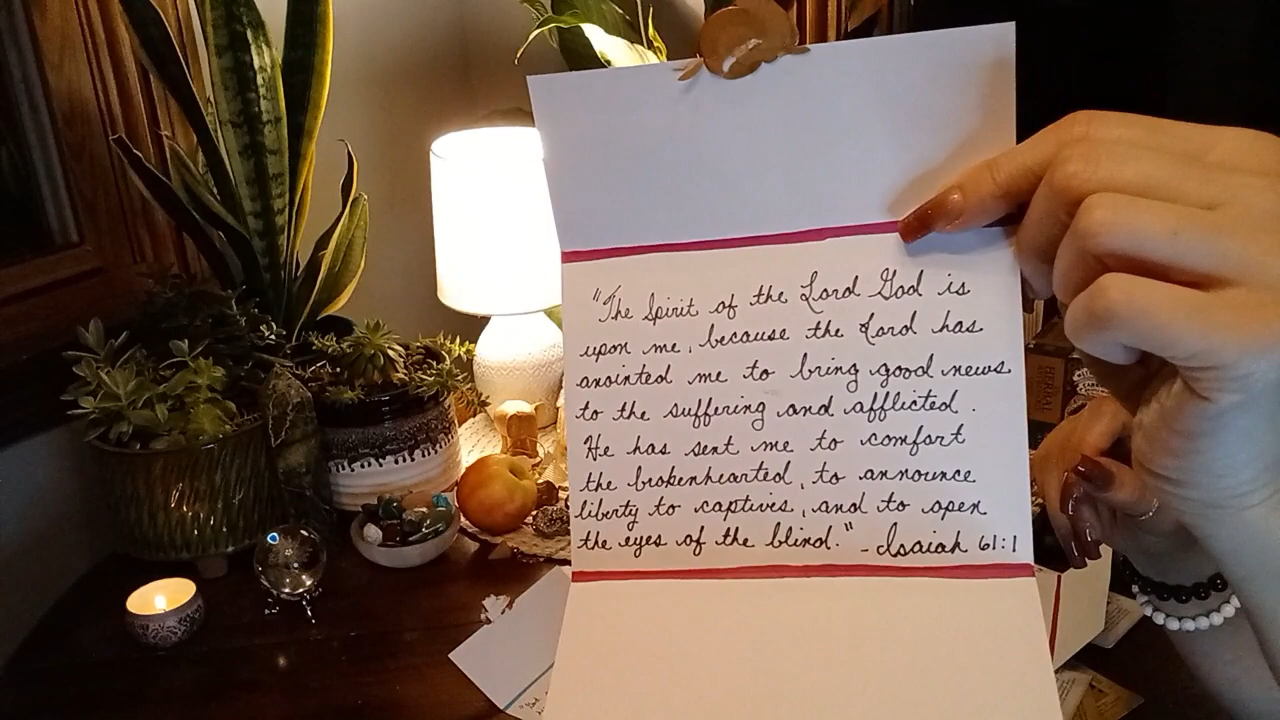 "The Spirit of the Lord God is
upon me, because the Lord has
anointed me to bring good news
to the suffering and afflicted.
He has sent me to comfort
the brokenhearted, to announce
liberty to captives, and to open
the eyes of the blind." - Isaiah 61:1
HERBAL